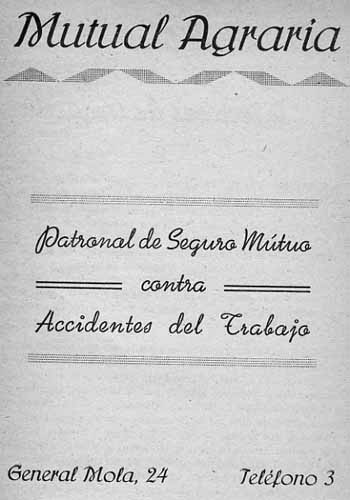 Mutual Agraria
Patronal de Seguro Mútuo
contra
Accidentes del Trabajo
General Mola, 24 Teléfono 3